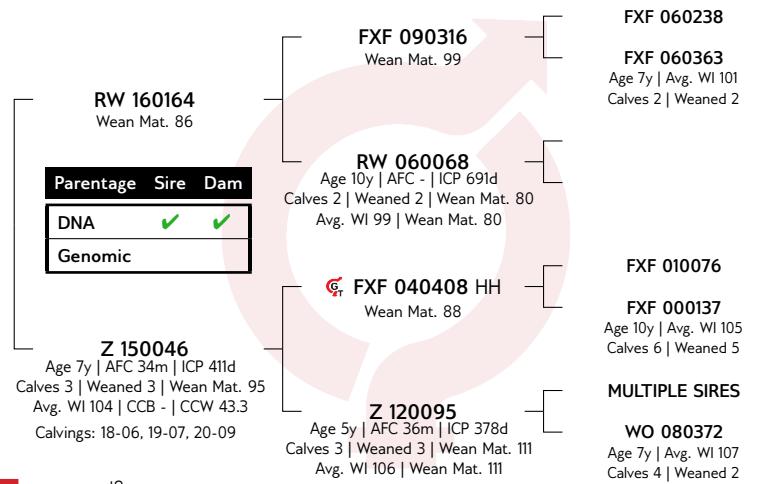 FXF 060238
FXF 090316
Wean Mat. 99
FXF 060363
Age 7y | Avg. WI 101
Calves 2 | Weaned 2
RW 160164
Wean Mat. 86
RW 060068
Age 10y | AFC - | ICP 691d
Calves 2 | Weaned 2 | Wean Mat. 80
Avg. WI 99 | Wean Mat. 80
Parentage Sire Dam
DNA ✔ ✔
Genomic
FXF 010076
GT FXF 040408 HH
Wean Mat. 88
FXF 000137
Age 10y | Avg. WI 105
Calves 6 | Weaned 5
Z 150046
Age 7y | AFC 34m | ICP 411d
Calves 3 | Weaned 3 | Wean Mat. 95
Avg. WI 104 | CCB - | CCW 43.3
Calvings: 18-06, 19-07, 20-09
MULTIPLE SIRES
Z 120095
Age 5y | AFC 36m | ICP 378d
Calves 3 | Weaned 3 | Wean Mat. 111
Avg. WI 106 | Wean Mat. 111
WO 080372
Age 7y | Avg. WI 107
Calves 4 | Weaned 2